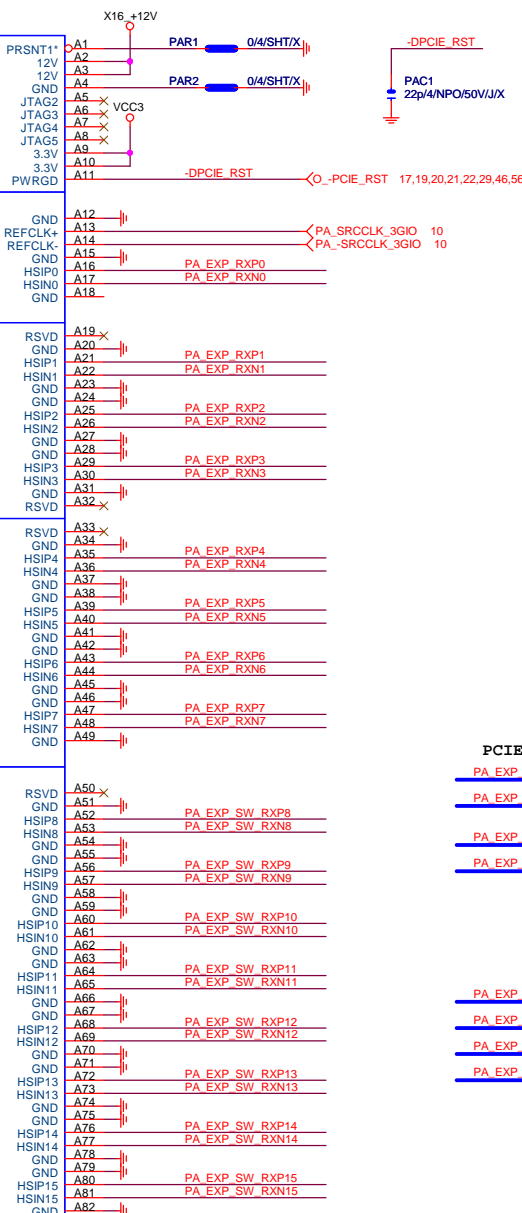 X16_+12V
PRSNT1* A1 PAR1 0/4/SHT/X -DPCIE_RST
12V A2
12V A3
GND A4 PAR2 0/4/SHT/X PAC1
JTAG2 A5 22p/4/NPO/50V/J/X
JTAG3 A6 VCC3
JTAG4 A7
JTAG5 A8
3.3V A9
3.3V A10
PWRGD A11 -DPCIE_RST O_-PCIE_RST 17,19,20,21,22,29,46,56
GND A12
REFCLK+ A13 PA_SRCCLK_3GIO 10
REFCLK- A14 PA_-SRCCLK_3GIO 10
GND A15
HSIP0 A16 PA_EXP_RXP0
HSIN0 A17 PA_EXP_RXN0
GND A18
RSVD A19
GND A20
HSIP1 A21 PA_EXP_RXP1
HSIN1 A22 PA_EXP_RXN1
GND A23
GND A24
HSIP2 A25 PA_EXP_RXP2
HSIN2 A26 PA_EXP_RXN2
GND A27
GND A28
HSIP3 A29 PA_EXP_RXP3
HSIN3 A30 PA_EXP_RXN3
GND A31
RSVD A32
RSVD A33
GND A34
HSIP4 A35 PA_EXP_RXP4
HSIN4 A36 PA_EXP_RXN4
GND A37
GND A38
HSIP5 A39 PA_EXP_RXP5
HSIN5 A40 PA_EXP_RXN5
GND A41
GND A42
HSIP6 A43 PA_EXP_RXP6
HSIN6 A44 PA_EXP_RXN6
GND A45
GND A46
HSIP7 A47 PA_EXP_RXP7
HSIN7 A48 PA_EXP_RXN7
GND A49
PCIE
PA_EXP
RSVD A50
PA_EXP
GND A51
HSIP8 A52 PA_EXP_SW_RXP8
HSIN8 A53 PA_EXP_SW_RXN8
PA_EXP
GND A54
GND A55
PA_EXP
HSIP9 A56 PA_EXP_SW_RXP9
HSIN9 A57 PA_EXP_SW_RXN9
GND A58
GND A59
HSIP10 A60 PA_EXP_SW_RXP10
HSIN10 A61 PA_EXP_SW_RXN10
GND A62
GND A63
HSIP11 A64 PA_EXP_SW_RXP11
HSIN11 A65 PA_EXP_SW_RXN11
PA_EXP
GND A66
GND A67
PA_EXP
HSIP12 A68 PA_EXP_SW_RXP12
HSIN12 A69 PA_EXP_SW_RXN12
PA_EXP
GND A70
GND A71
PA_EXP
HSIP13 A72 PA_EXP_SW_RXP13
HSIN13 A73 PA_EXP_SW_RXN13
GND A74
GND A75
HSIP14 A76 PA_EXP_SW_RXP14
HSIN14 A77 PA_EXP_SW_RXN14
GND A78
GND A79
HSIP15 A80 PA_EXP_SW_RXP15
HSIN15 A81 PA_EXP_SW_RXN15
GND A82